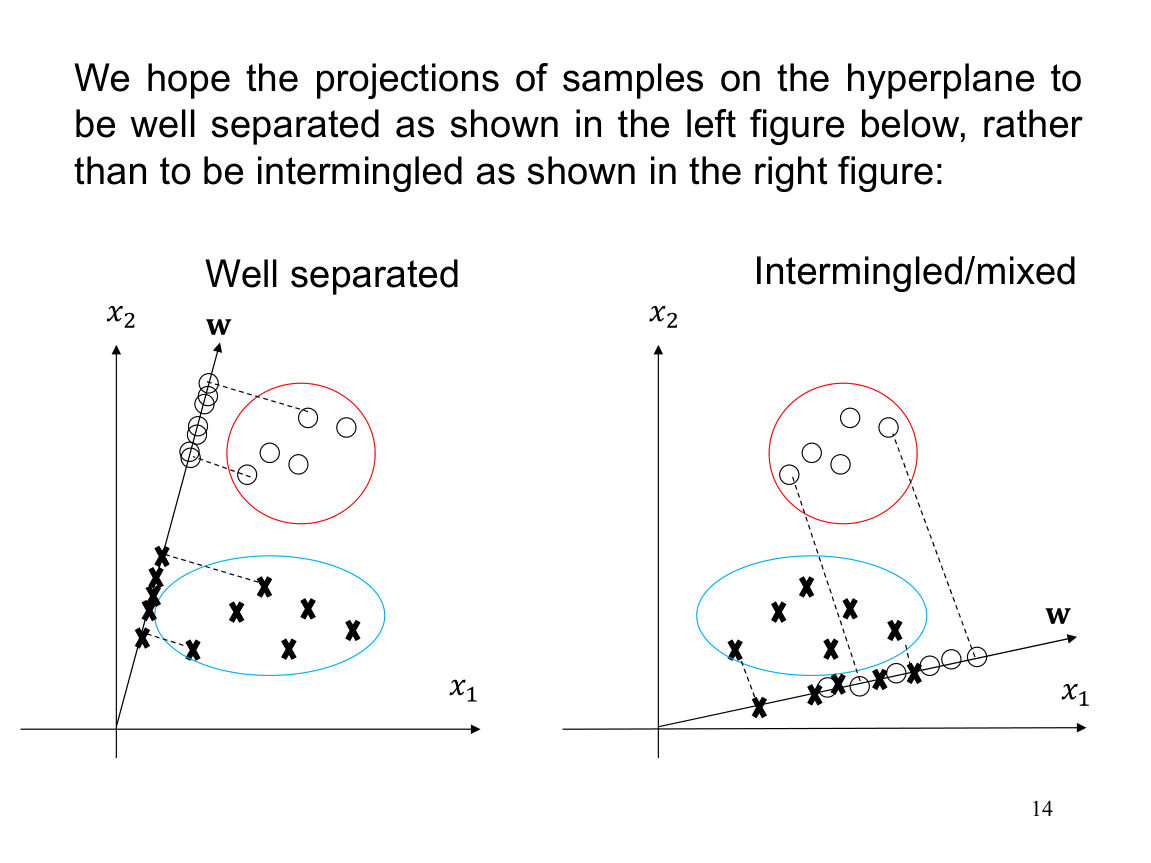 We hope the projections of samples on the hyperplane to
be well separated as shown in the left figure below, rather
than to be intermingled as shown in the right figure:
Well separated
Intermingled/mixed
x₂
w
x₁
x₂
w
x₁
14